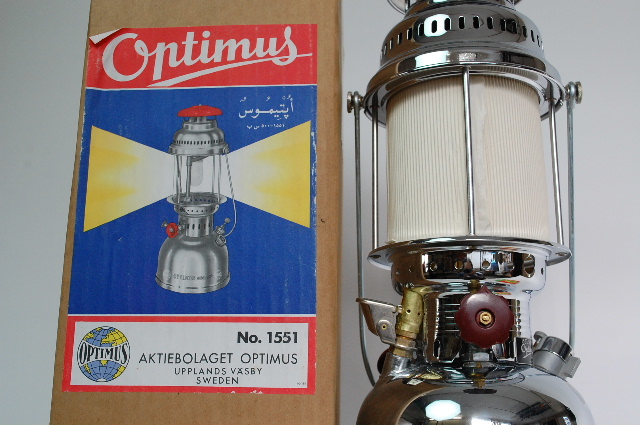 Optimus
أپتيموس
No. 1551
OPTIMUS
AKTIEBOLAGET OPTIMUS
UPPLANDS VÄSBY
SWEDEN